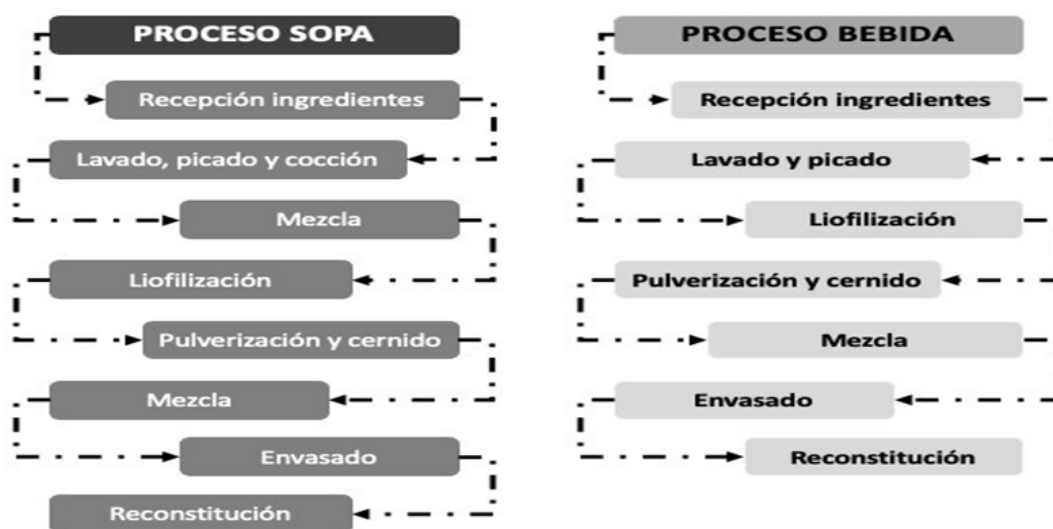 PROCESO SOPA
Recepción ingredientes
Lavado, picado y cocción
Mezcla
Liofilización
Pulverización y cernido
Mezcla
Envasado
Reconstitución
PROCESO BEBIDA
Recepción ingredientes
Lavado y picado
Liofilización
Pulverización y cernido
Mezcla
Envasado
Reconstitución